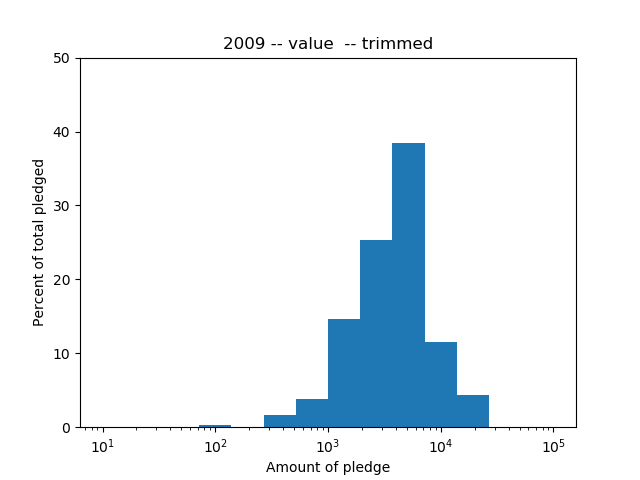 2009 -- value  -- trimmed
50
40
30
20
10
0
Percent of total pledged
10¹ 10² 10³ 10⁴ 10⁵
Amount of pledge